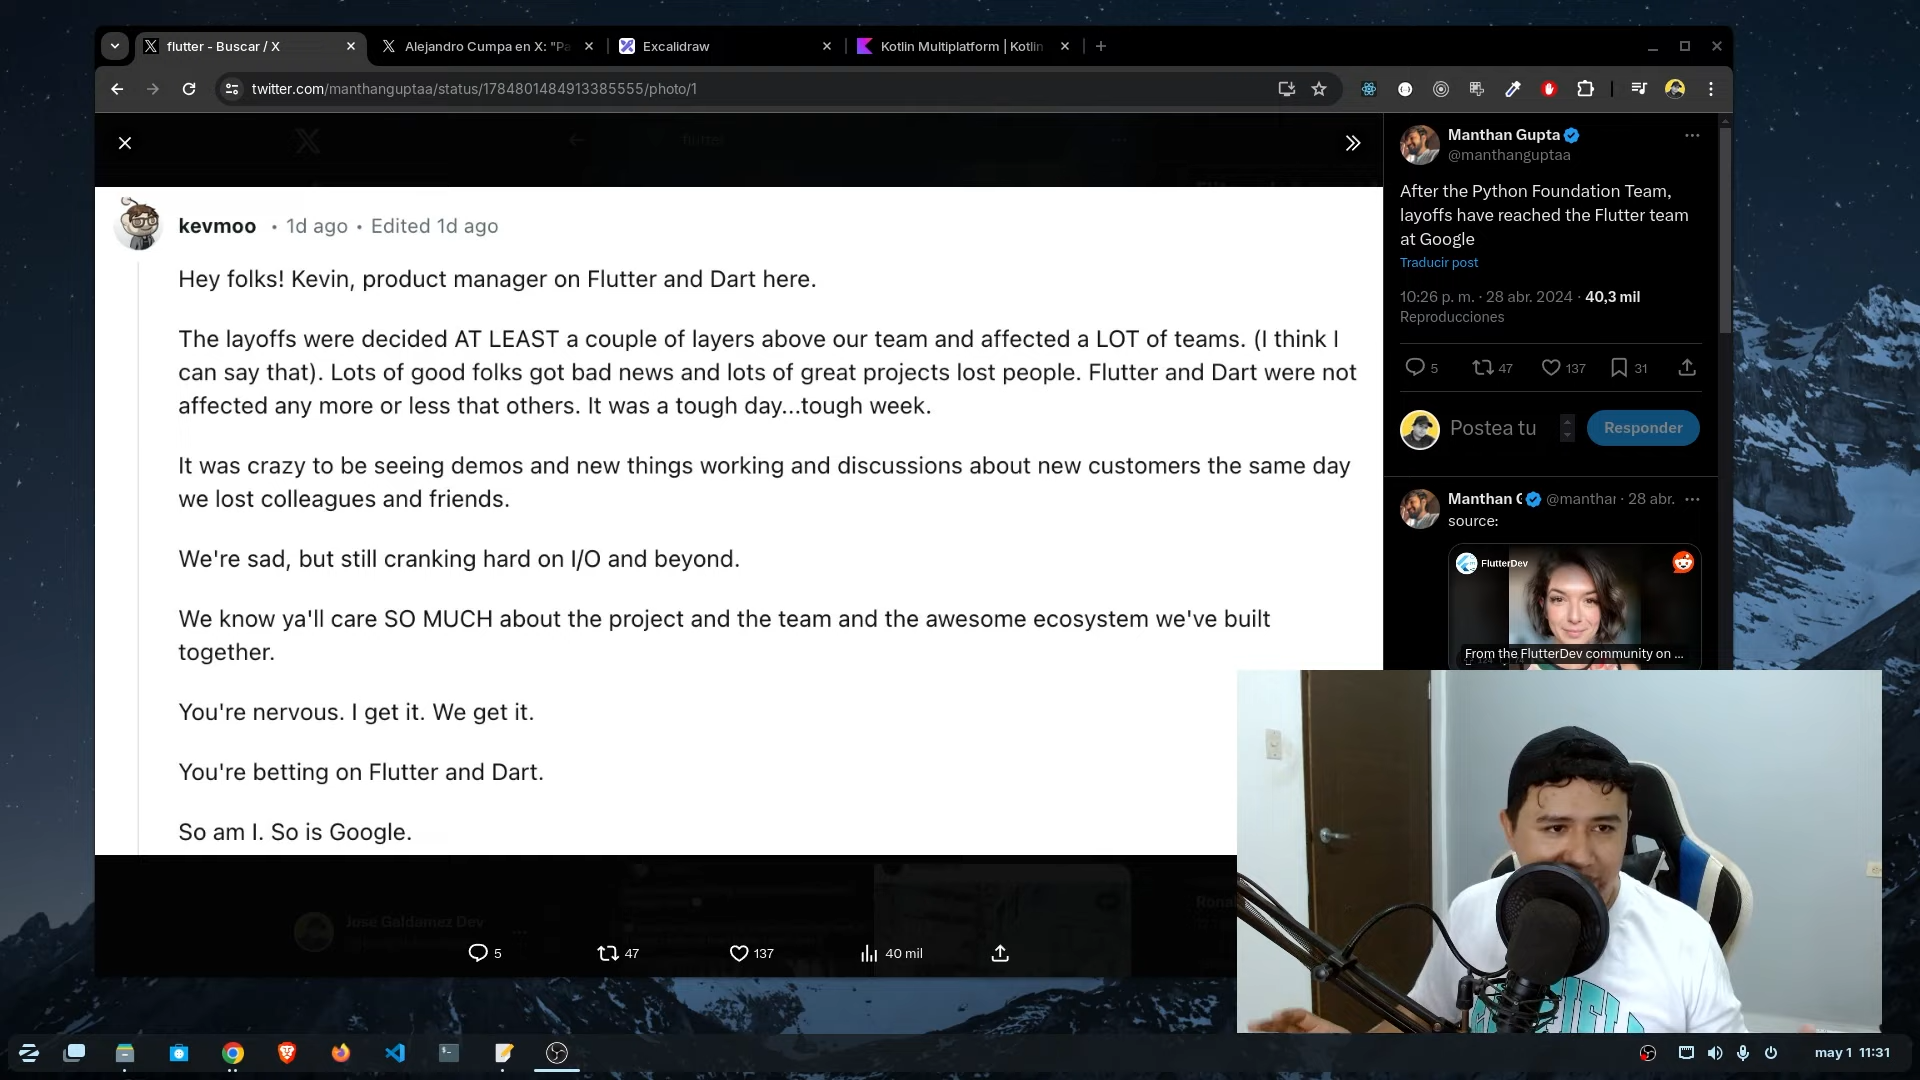 flutter - Buscar / X
Alejandro Cumpa en X: "Pa
Excalidraw
Kotlin Multiplatform | Kotlin
twitter.com/manthanguptaa/status/1784801484913385555/photo/1
flutter
kevmoo • 1d ago • Edited 1d ago
Hey folks! Kevin, product manager on Flutter and Dart here.
The layoffs were decided AT LEAST a couple of layers above our team and affected a LOT of teams. (I think I
can say that). Lots of good folks got bad news and lots of great projects lost people. Flutter and Dart were not
affected any more or less that others. It was a tough day...tough week.
It was crazy to be seeing demos and new things working and discussions about new customers the same day
we lost colleagues and friends.
We're sad, but still cranking hard on I/O and beyond.
We know ya'll care SO MUCH about the project and the team and the awesome ecosystem we've built
together.
You're nervous. I get it. We get it.
You're betting on Flutter and Dart.
So am I. So is Google.
Jose Galdamez Dev
5
47
137
40 mil
Manthan Gupta
@manthanguptaa
After the Python Foundation Team,
layoffs have reached the Flutter team
at Google
Traducir post
10:26 p. m. · 28 abr. 2024 · 40,3 mil
Reproducciones
5 47 137 31
Postea tu
Responder
Manthan G @manthar · 28 abr.
source:
FlutterDev
From the FlutterDev community on ...
may 1 11:31